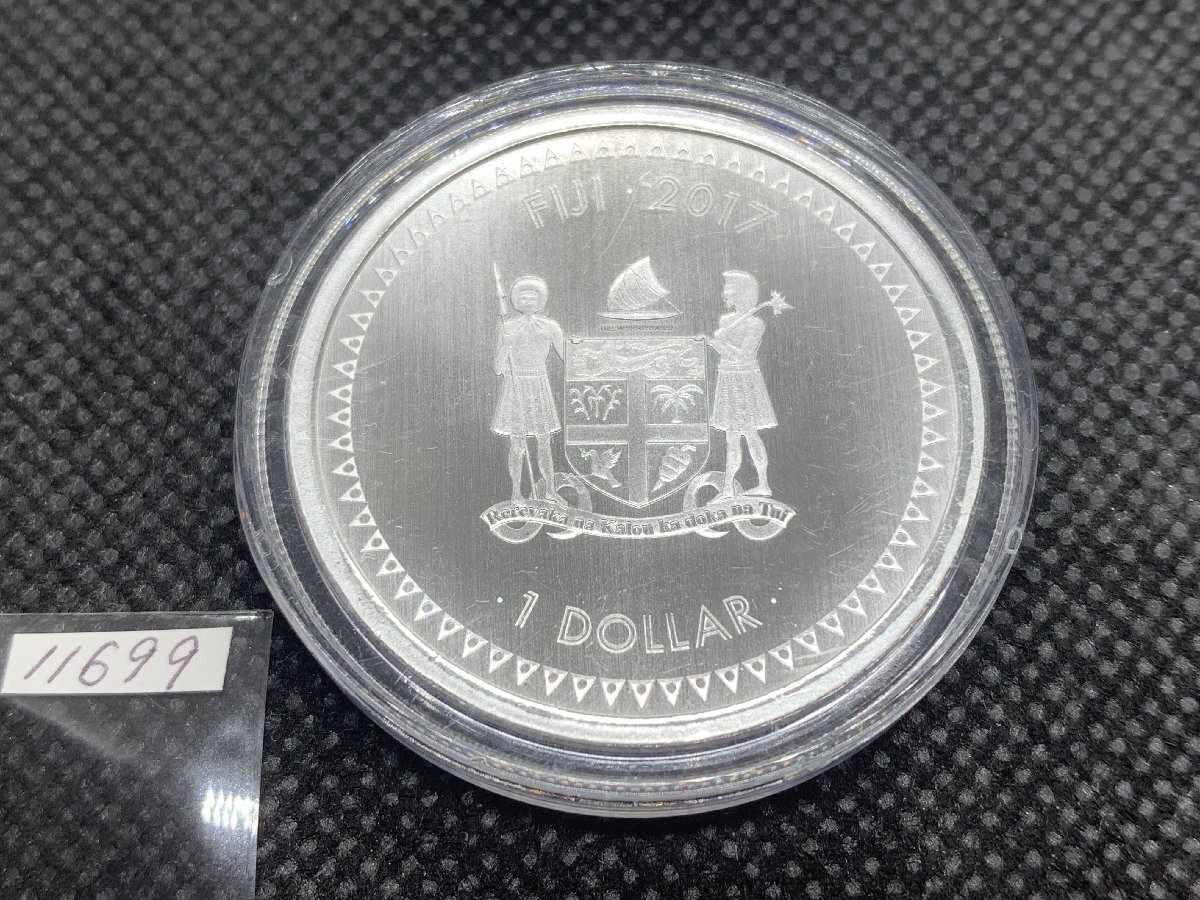 FIJI 2017
Rerevaka na Kalou ka doka na Tui
· 1 DOLLAR ·
11699